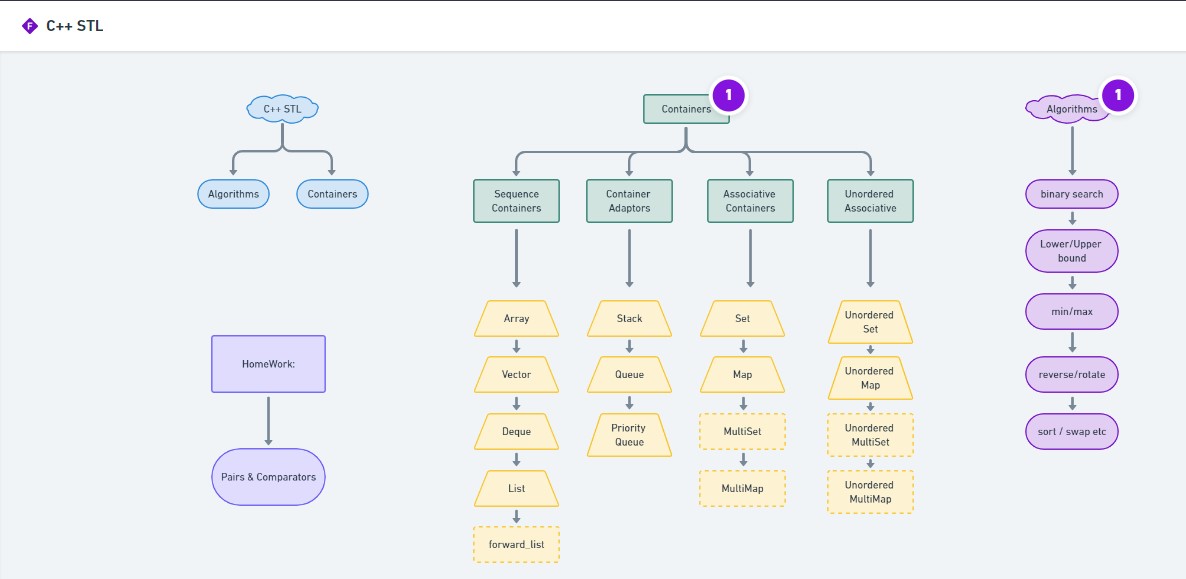 F
C++ STL
C++ STL
Algorithms
Containers
HomeWork:
Pairs & Comparators
Containers
1
Sequence
Containers
Container
Adaptors
Associative
Containers
Unordered
Associative
Array
Vector
Deque
List
forward_list
Stack
Queue
Priority
Queue
Set
Map
MultiSet
MultiMap
Unordered
Set
Unordered
Map
Unordered
MultiSet
Unordered
MultiMap
Algorithms
1
binary search
Lower/Upper
bound
min/max
reverse/rotate
sort / swap etc